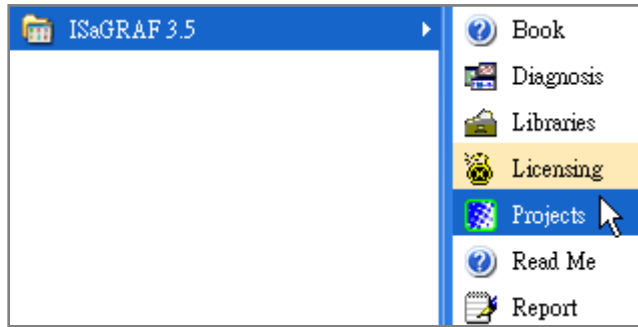 ISaGRAF 3.5
Book
Diagnosis
Libraries
Licensing
Projects
Read Me
Report